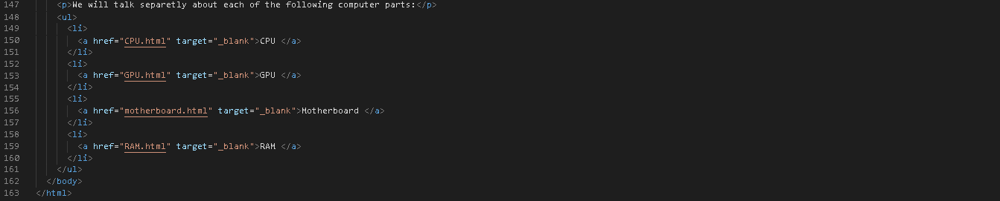 147 <p>We will talk separetly about each of the following computer parts:</p>
148 <ul>
149 <li>
150 <a href="CPU.html" target="_blank">CPU </a>
151 </li>
152 <li>
153 <a href="GPU.html" target="_blank">GPU </a>
154 </li>
155 <li>
156 <a href="motherboard.html" target="_blank">Motherboard </a>
157 </li>
158 <li>
159 <a href="RAM.html" target="_blank">RAM </a>
160 </li>
161 </ul>
162 </body>
163 </html>